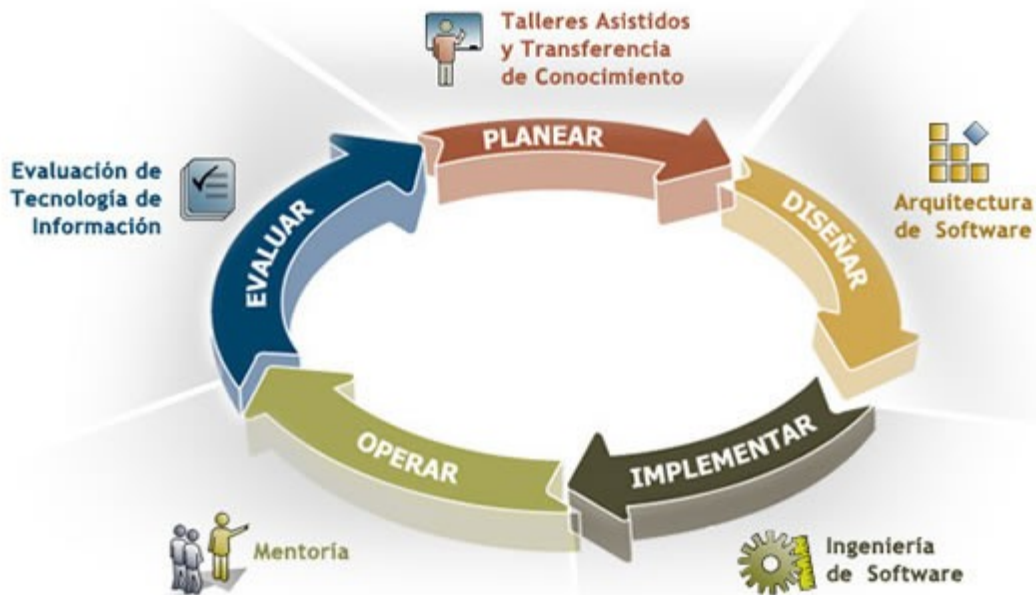 Talleres Asistidos
y Transferencia
de Conocimiento
PLANEAR
Evaluación de
Tecnología de
Información
EVALUAR
DISEÑAR
Arquitectura
de Software
OPERAR
IMPLEMENTAR
Mentoría
Ingeniería
de Software